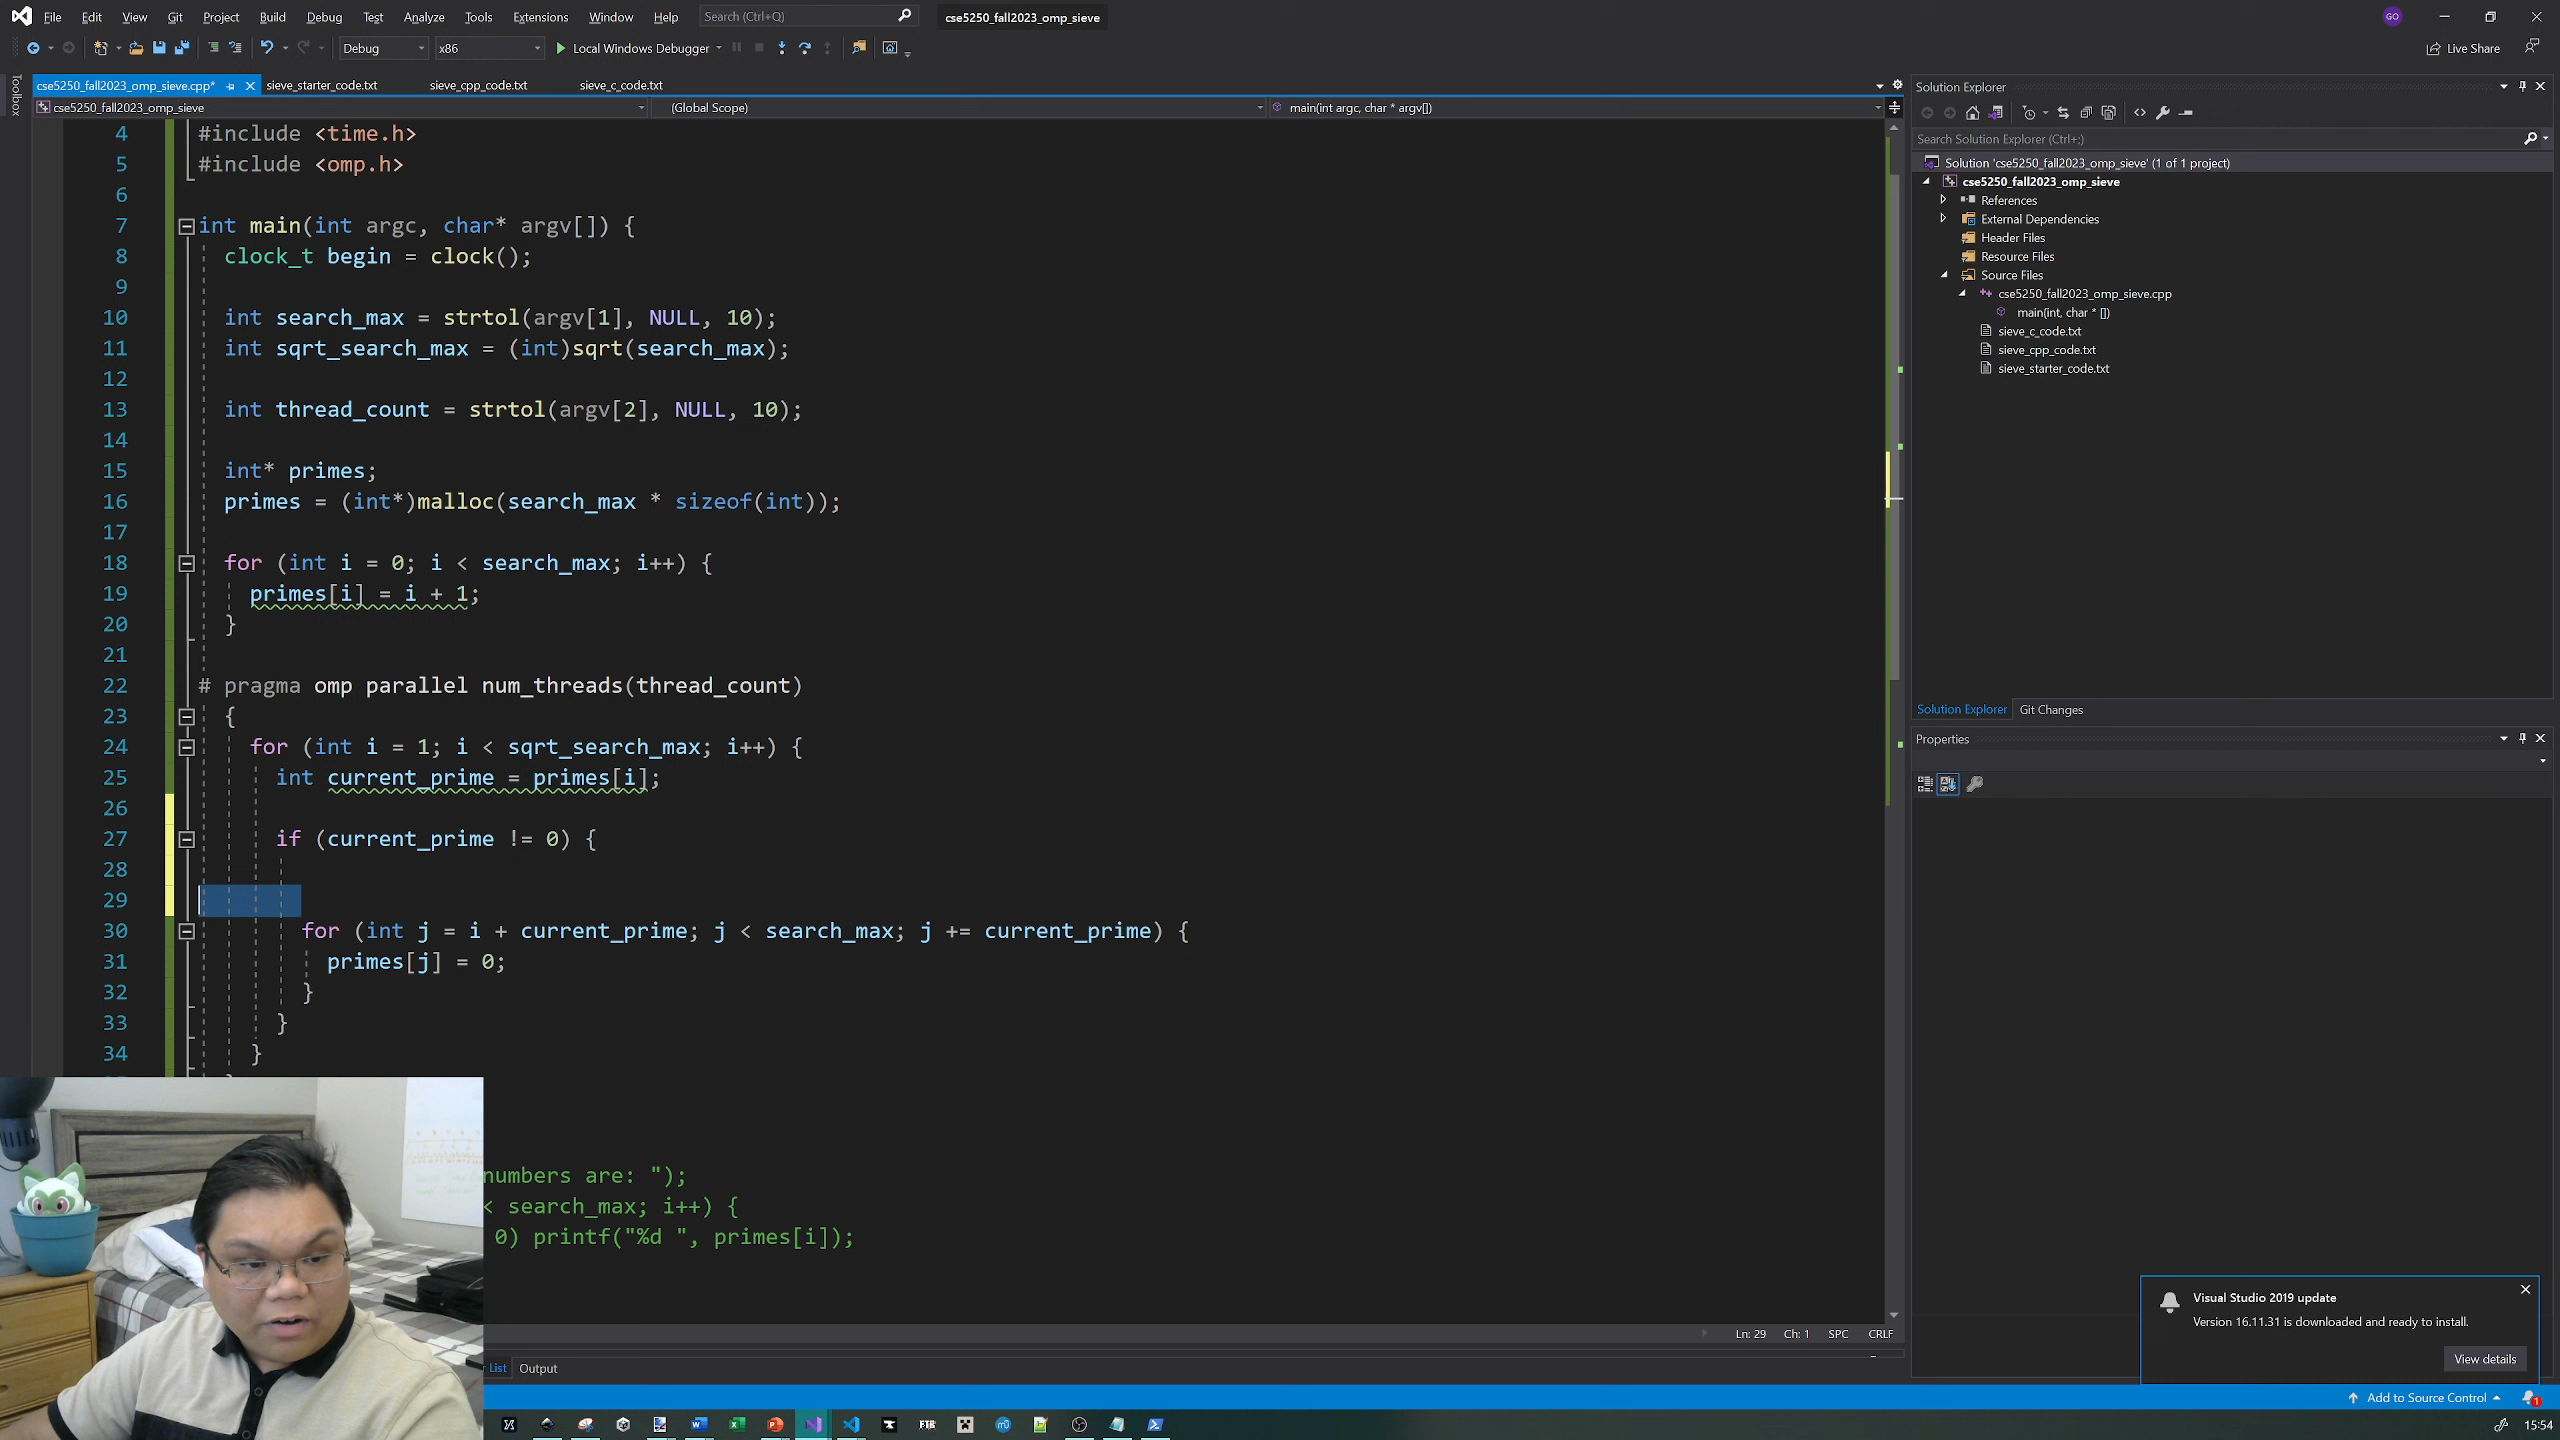 File Edit View Git Project Build Debug Test Analyze Tools Extensions Window Help Search (Ctrl+Q) cse5250_fall2023_omp_sieve GO
Debug x86 Local Windows Debugger Live Share
Toolbox
cse5250_fall2023_omp_sieve.cpp* sieve_starter_code.txt sieve_cpp_code.txt sieve_c_code.txt
cse5250_fall2023_omp_sieve (Global Scope) main(int argc, char * argv[])
4 #include <time.h>
5 #include <omp.h>
6
7 int main(int argc, char* argv[]) {
8 clock_t begin = clock();
9
10 int search_max = strtol(argv[1], NULL, 10);
11 int sqrt_search_max = (int)sqrt(search_max);
12
13 int thread_count = strtol(argv[2], NULL, 10);
14
15 int* primes;
16 primes = (int*)malloc(search_max * sizeof(int));
17
18 for (int i = 0; i < search_max; i++) {
19 primes[i] = i + 1;
20 }
21
22 # pragma omp parallel num_threads(thread_count)
23 {
24 for (int i = 1; i < sqrt_search_max; i++) {
25 int current_prime = primes[i];
26
27 if (current_prime != 0) {
28
29
30 for (int j = i + current_prime; j < search_max; j += current_prime) {
31 primes[j] = 0;
32 }
33 }
34 }
numbers are: ");
< search_max; i++) {
0) printf("%d ", primes[i]);
Ln: 29 Ch: 1 SPC CRLF
List Output
Solution Explorer
Search Solution Explorer (Ctrl+;)
Solution 'cse5250_fall2023_omp_sieve' (1 of 1 project)
cse5250_fall2023_omp_sieve
References
External Dependencies
Header Files
Resource Files
Source Files
cse5250_fall2023_omp_sieve.cpp
main(int, char * [])
sieve_c_code.txt
sieve_cpp_code.txt
sieve_starter_code.txt
Solution Explorer Git Changes
Properties
Visual Studio 2019 update
Version 16.11.31 is downloaded and ready to install.
View details
Add to Source Control 1
FTB
15:54